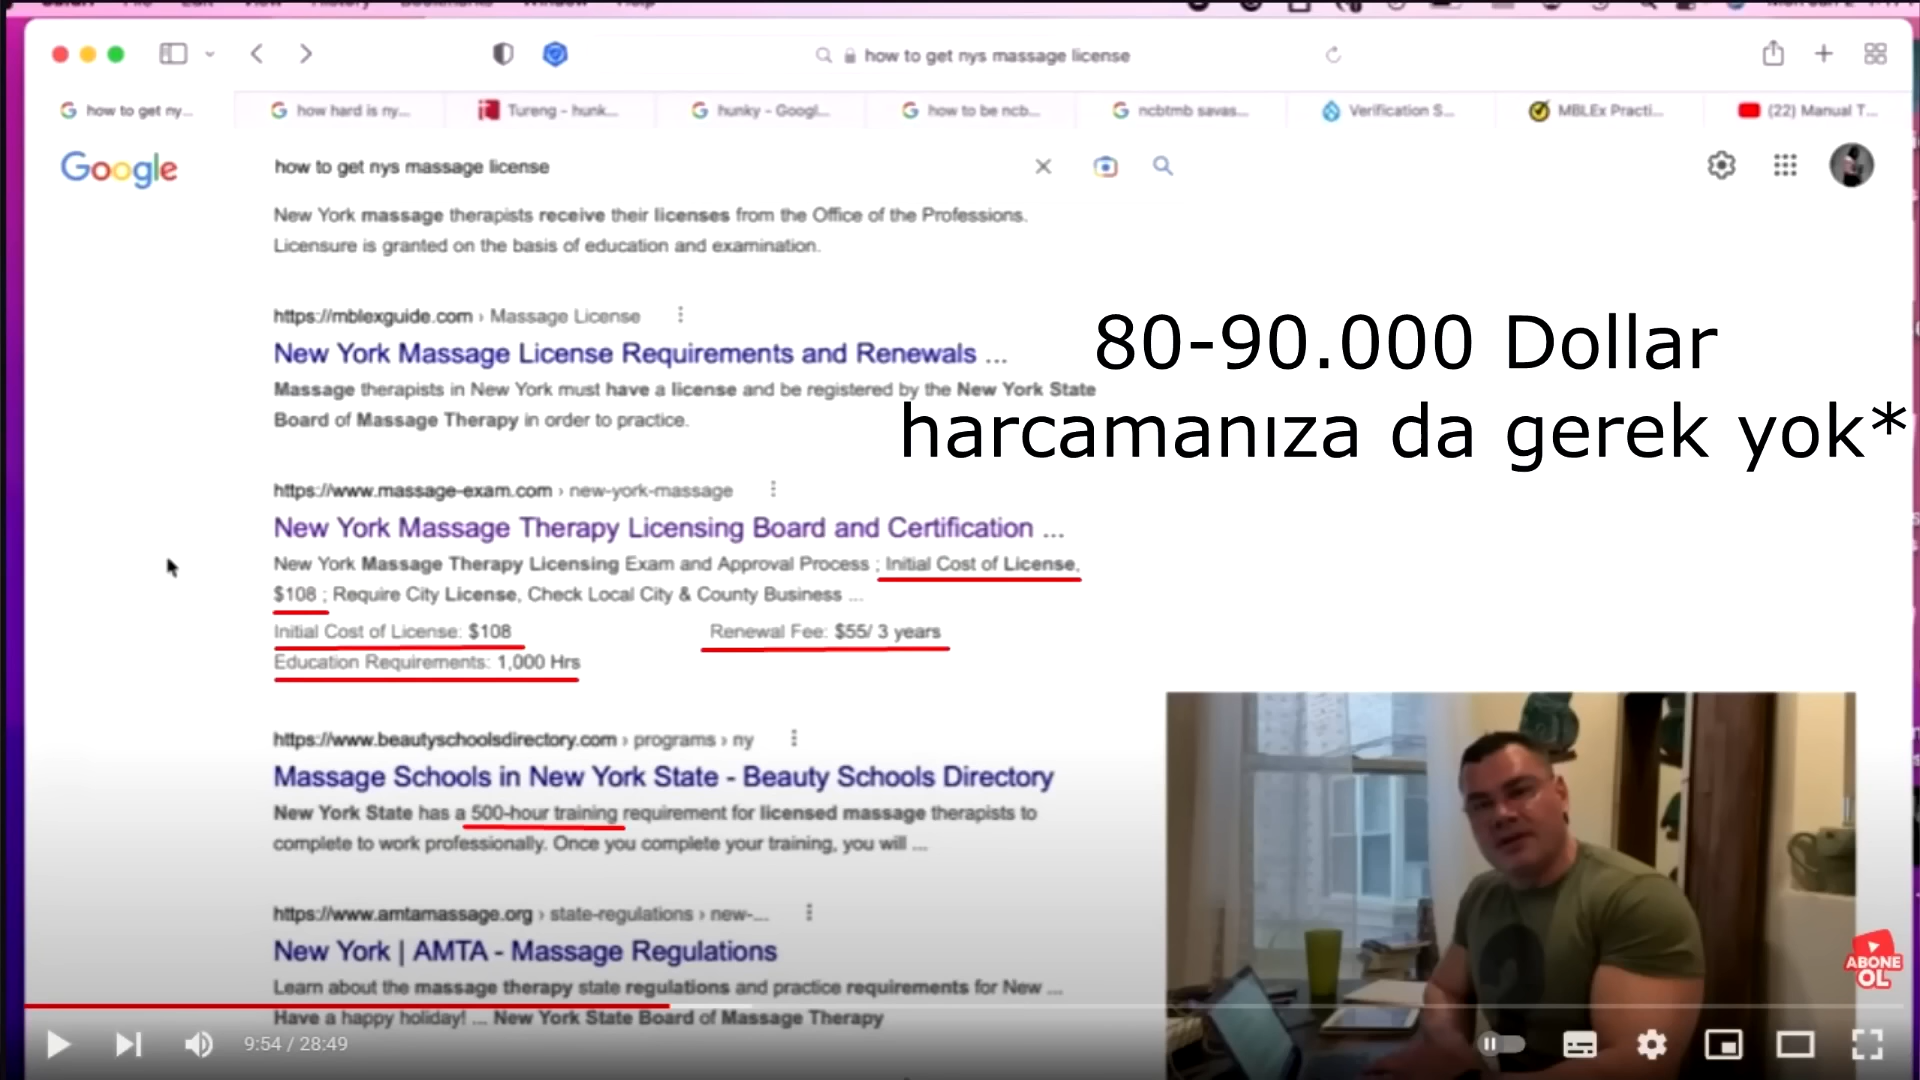 how to get nys massage license
how to get ny...
how hard is ny...
Tureng - hunk...
hunky - Googl...
how to be ncb...
ncbtmb savas...
Verification S...
MBLEx Practi...
(22) Manual T...
Google
how to get nys massage license
New York massage therapists receive their licenses from the Office of the Professions.
Licensure is granted on the basis of education and examination.
https://mblexguide.com › Massage License
New York Massage License Requirements and Renewals ...
Massage therapists in New York must have a license and be registered by the New York State
Board of Massage Therapy in order to practice.
80-90.000 Dollar
harcamanıza da gerek yok*
https://www.massage-exam.com › new-york-massage
New York Massage Therapy Licensing Board and Certification ...
New York Massage Therapy Licensing Exam and Approval Process ; Initial Cost of License,
$108 ; Require City License, Check Local City & County Business ...
Initial Cost of License: $108
Renewal Fee: $55/ 3 years
Education Requirements: 1,000 Hrs
https://www.beautyschoolsdirectory.com › programs › ny
Massage Schools in New York State - Beauty Schools Directory
New York State has a 500-hour training requirement for licensed massage therapists to
complete to work professionally. Once you complete your training, you will ...
https://www.amtamassage.org › state-regulations › new-...
New York | AMTA - Massage Regulations
Learn about the massage therapy state regulations and practice requirements for New ...
Have a happy holiday! ... New York State Board of Massage Therapy
ABONE
OL
9:54 / 28:49